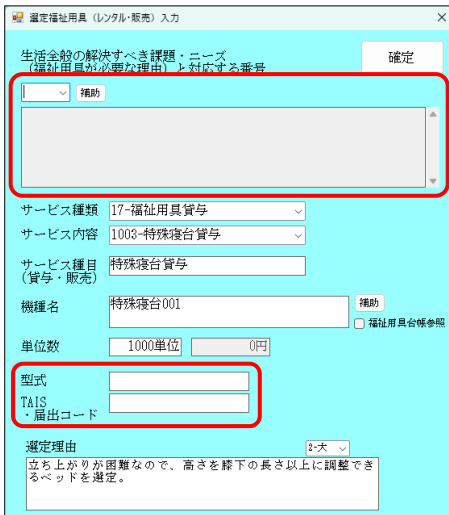 選定福祉用具（レンタル・販売）入力
生活全般の解決すべき課題・ニーズ
（福祉用具が必要な理由）と対応する番号
確定
補助
サービス種類 17-福祉用具貸与
サービス内容 1003-特殊寝台貸与
サービス種目
（貸与・販売）
特殊寝台貸与
機種名 特殊寝台001 補助
福祉用具台帳参照
単位数 1000単位 0円
型式
TAIS
・届出コード
選定理由 2-大
立ち上がりが困難なので、高さを膝下の長さ以上に調整でき
るベッドを選定。